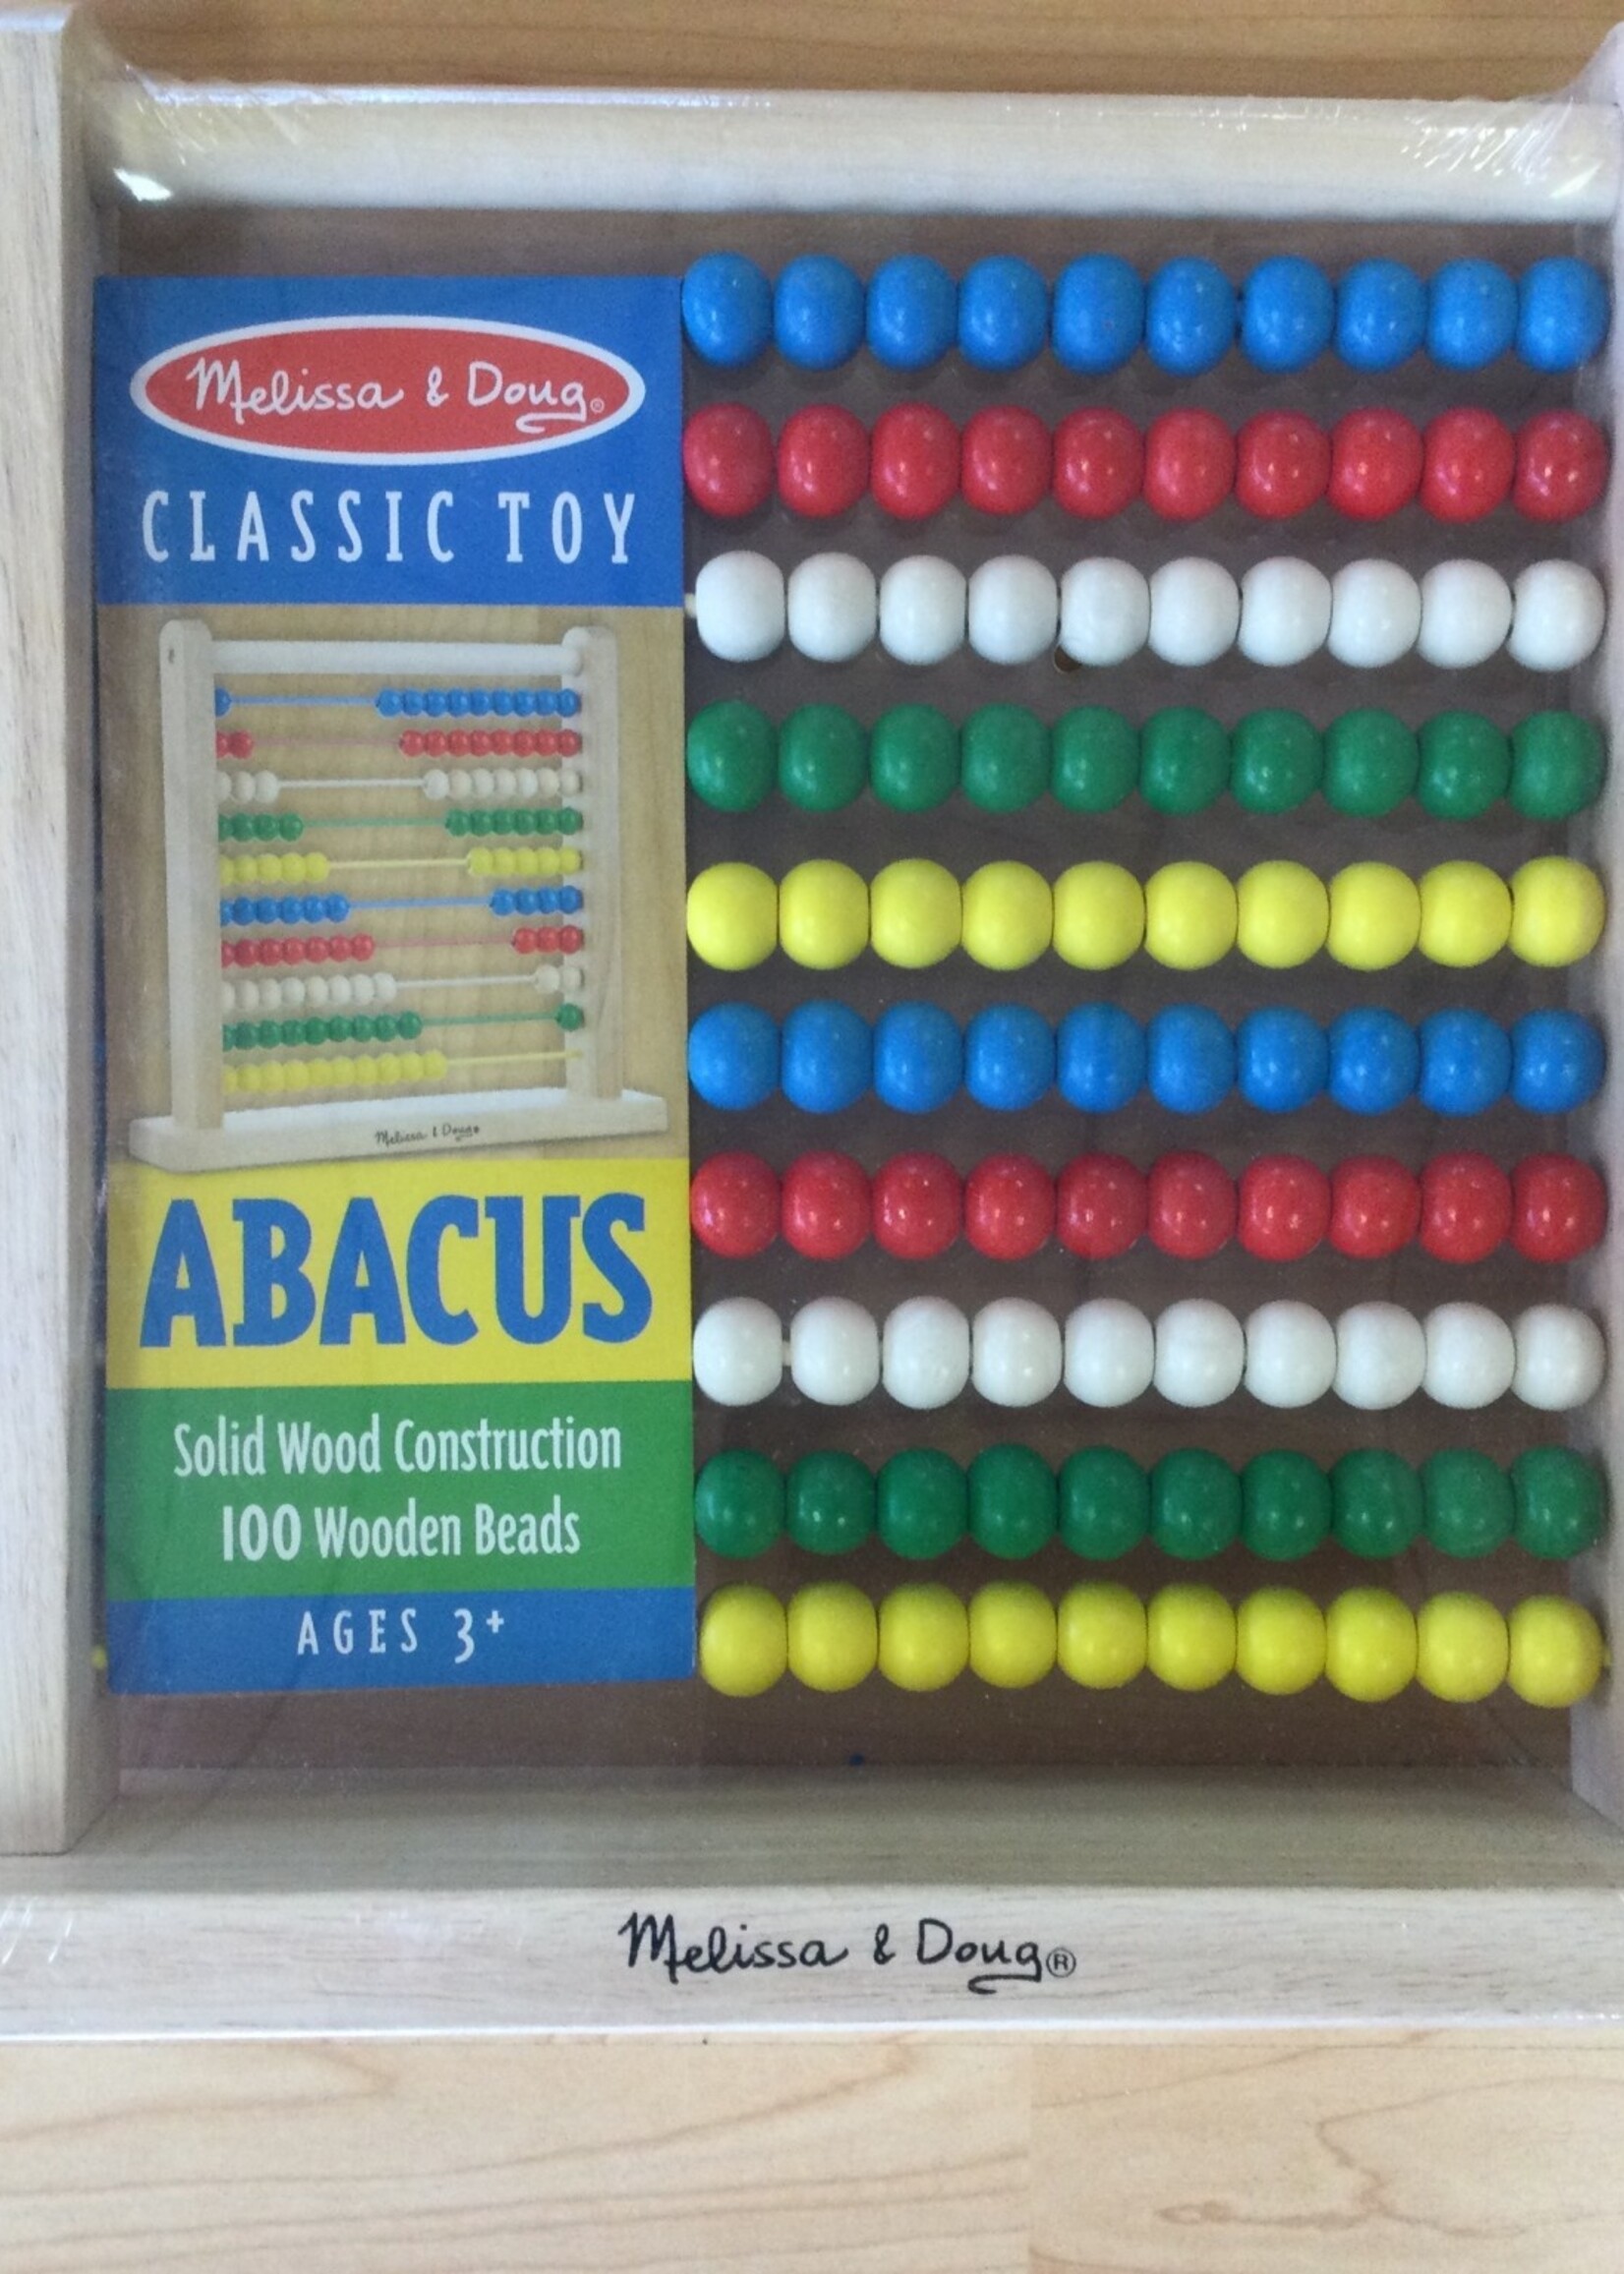 Melissa & Doug®
CLASSIC TOY
Melissa & Doug®
ABACUS
Solid Wood Construction
100 Wooden Beads
AGES 3+
Melissa & Doug®